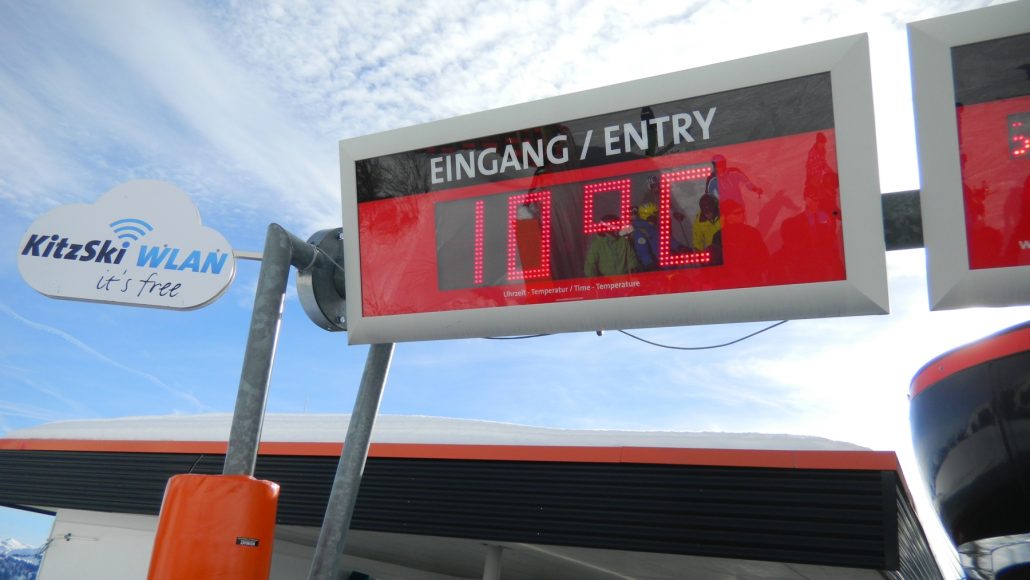 KitzSki WLAN
it's free
EINGANG / ENTRY
10°C
Uhrzeit - Temperatur / Time - Temperature